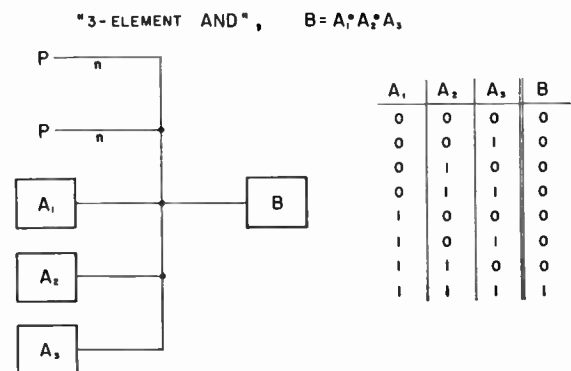 "3-ELEMENT AND", B = A₁•A₂•A₃
P n
P n
A₁
B
A₂
A₃
A₁ A₂ A₃ B
0 0 0 0
0 0 1 0
0 1 0 0
0 1 1 0
1 0 0 0
1 0 1 0
1 1 0 0
1 1 1 1